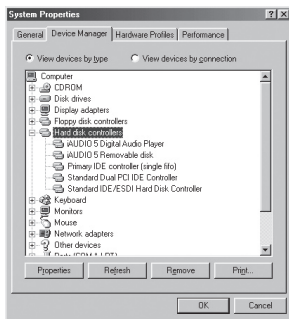 System Properties
General Device Manager Hardware Profiles Performance
View devices by type View devices by connection
Computer
CDROM
Disk drives
Display adapters
Floppy disk controllers
Hard disk controllers
iAUDIO 5 Digital Audio Player
iAUDIO 5 Removable disk
Primary IDE controller (single fifo)
Standard Dual PCI IDE Controller
Standard IDE/ESDI Hard Disk Controller
Keyboard
Monitors
Mouse
Network adapters
Other devices
Properties Refresh Remove Print...
OK Cancel